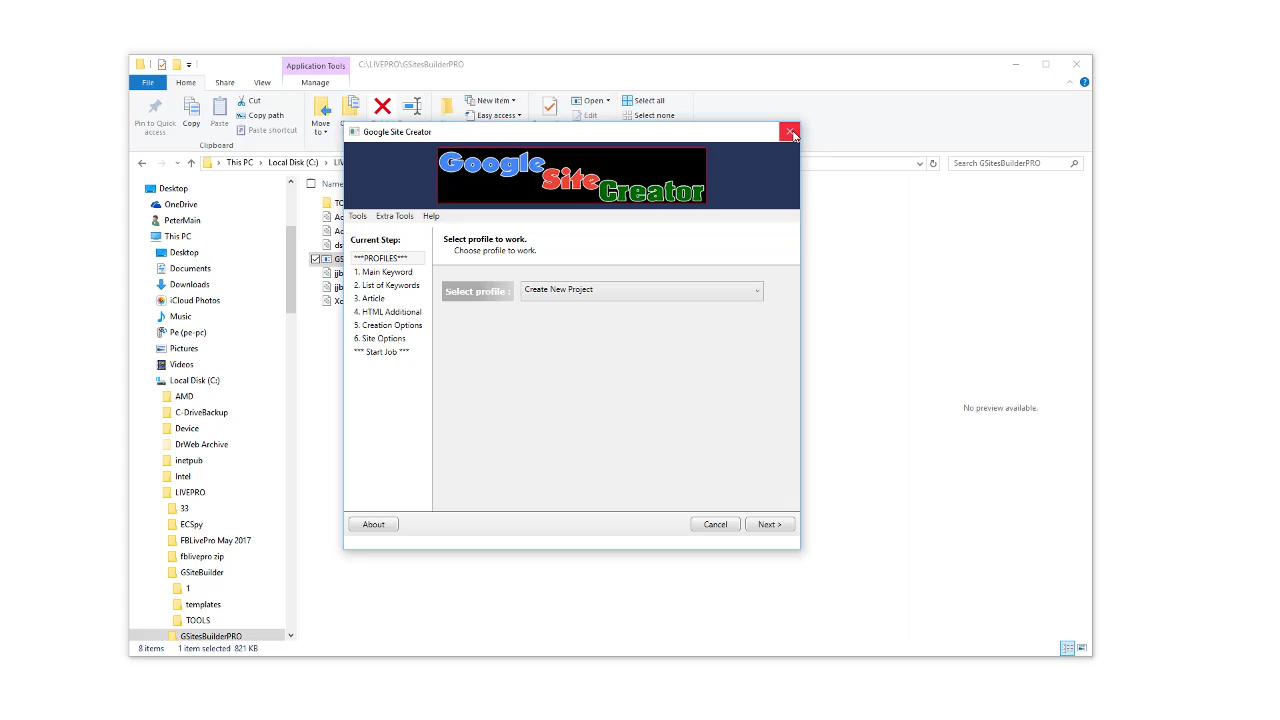 Application Tools
C:\LIVEPRO\GSitesBuilderPRO
File
Home
Share
View
Manage
Pin to Quick access
Copy
Paste
Cut
Copy path
Paste shortcut
Clipboard
Move to
New item
Easy access
Open
Edit
Select all
Select none
This PC
Local Disk (C:)
Search GSitesBuilderPRO
Desktop
OneDrive
PeterMain
This PC
Desktop
Documents
Downloads
iCloud Photos
Music
Pe (pe-pc)
Pictures
Videos
Local Disk (C:)
AMD
C-DriveBackup
Device
DrWeb Archive
inetpub
Intel
LIVEPRO
33
ECSpy
FBLivePro May 2017
fblivepro zip
GSiteBuilder
1
templates
TOOLS
GSitesBuilderPRO
8 items
1 item selected 821 KB
Google Site Creator
Google
Site
Creator
Tools
Extra Tools
Help
Current Step:
***PROFILES***
1. Main Keyword
2. List of Keywords
3. Article
4. HTML Additional
5. Creation Options
6. Site Options
*** Start Job ***
Select profile to work.
Choose profile to work.
Select profile :
Create New Project
About
Cancel
Next >
No preview available.